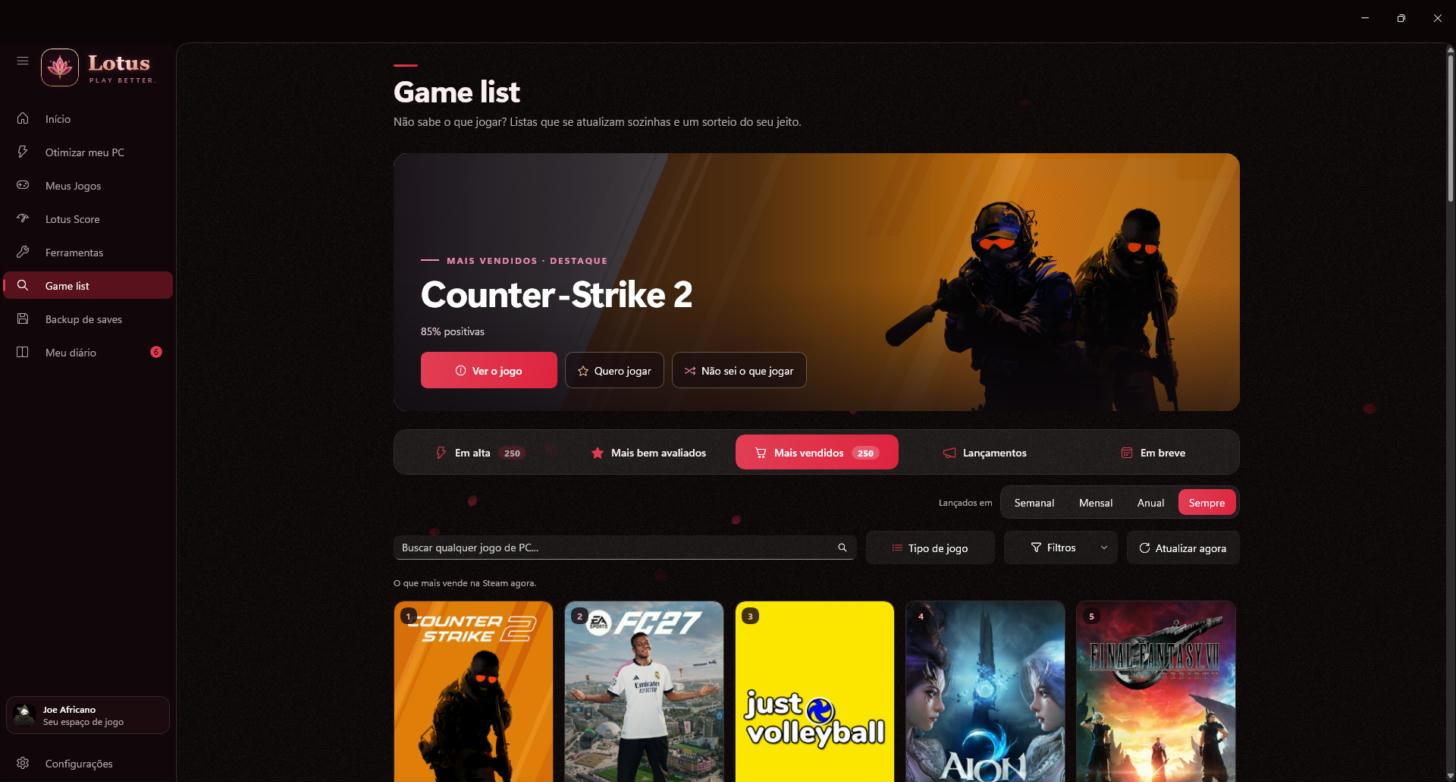 Lotus
PLAY BETTER.
Início
Otimizar meu PC
Meus Jogos
Lotus Score
Ferramentas
Game list
Backup de saves
Meu diário 6
Joe Africano
Seu espaço de jogo
Configurações
Game list
Não sabe o que jogar? Listas que se atualizam sozinhas e um sorteio do seu jeito.
MAIS VENDIDOS · DESTAQUE
Counter-Strike 2
85% positivas
Ver o jogo Quero jogar Não sei o que jogar
Em alta 250 Mais bem avaliados Mais vendidos 250 Lançamentos Em breve
Lançados em Semanal Mensal Anual Sempre
Buscar qualquer jogo de PC... Tipo de jogo Filtros Atualizar agora
O que mais vende na Steam agora.
1 COUNTER STRIKE 2
2 EA SPORTS FC27
3 just volleyball
4 AION 2
5 FINAL FANTASY VII REBIRTH